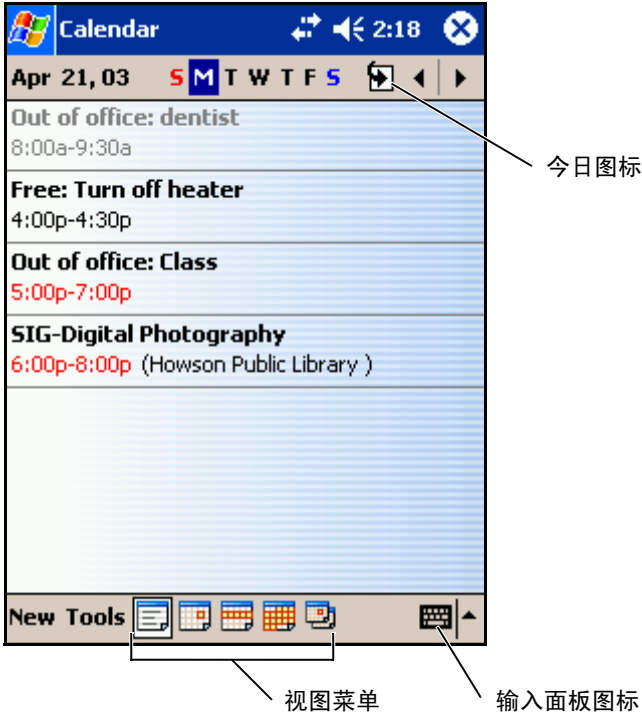 Calendar 2:18
Apr 21, 03 S M T W T F S
今日图标
Out of office: dentist
8:00a-9:30a
Free: Turn off heater
4:00p-4:30p
Out of office: Class
5:00p-7:00p
SIG-Digital Photography
6:00p-8:00p (Howson Public Library )
New Tools
视图菜单
输入面板图标